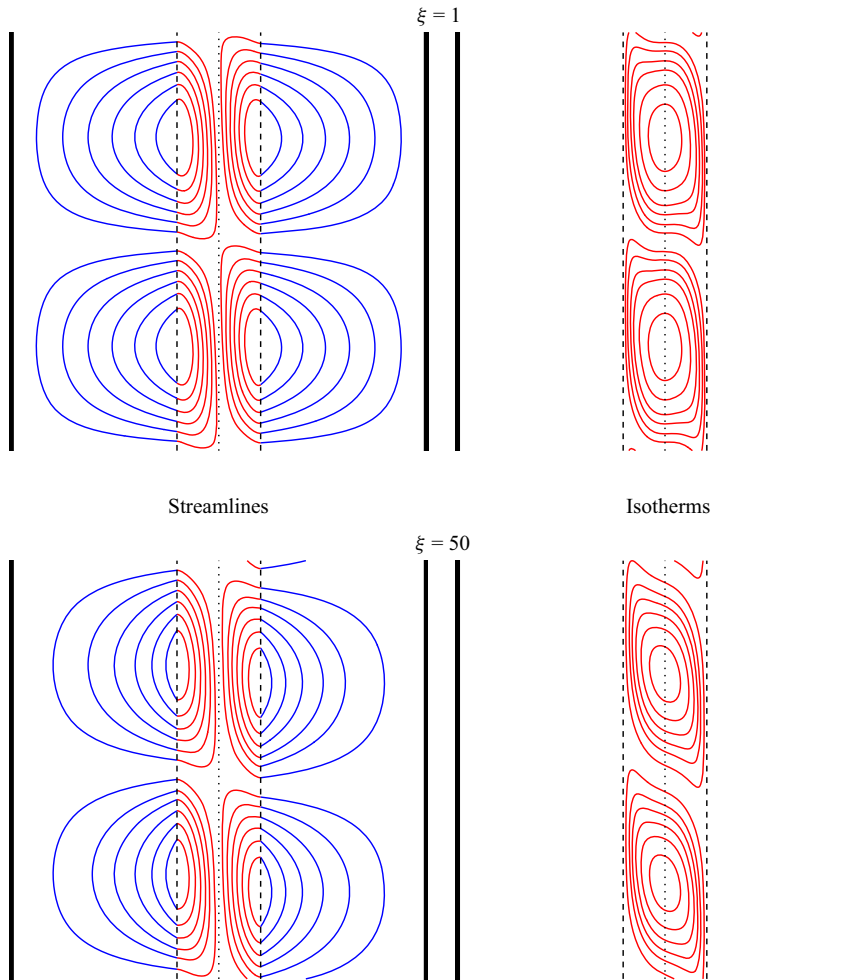 ξ = 1
Streamlines
Isotherms
ξ = 50